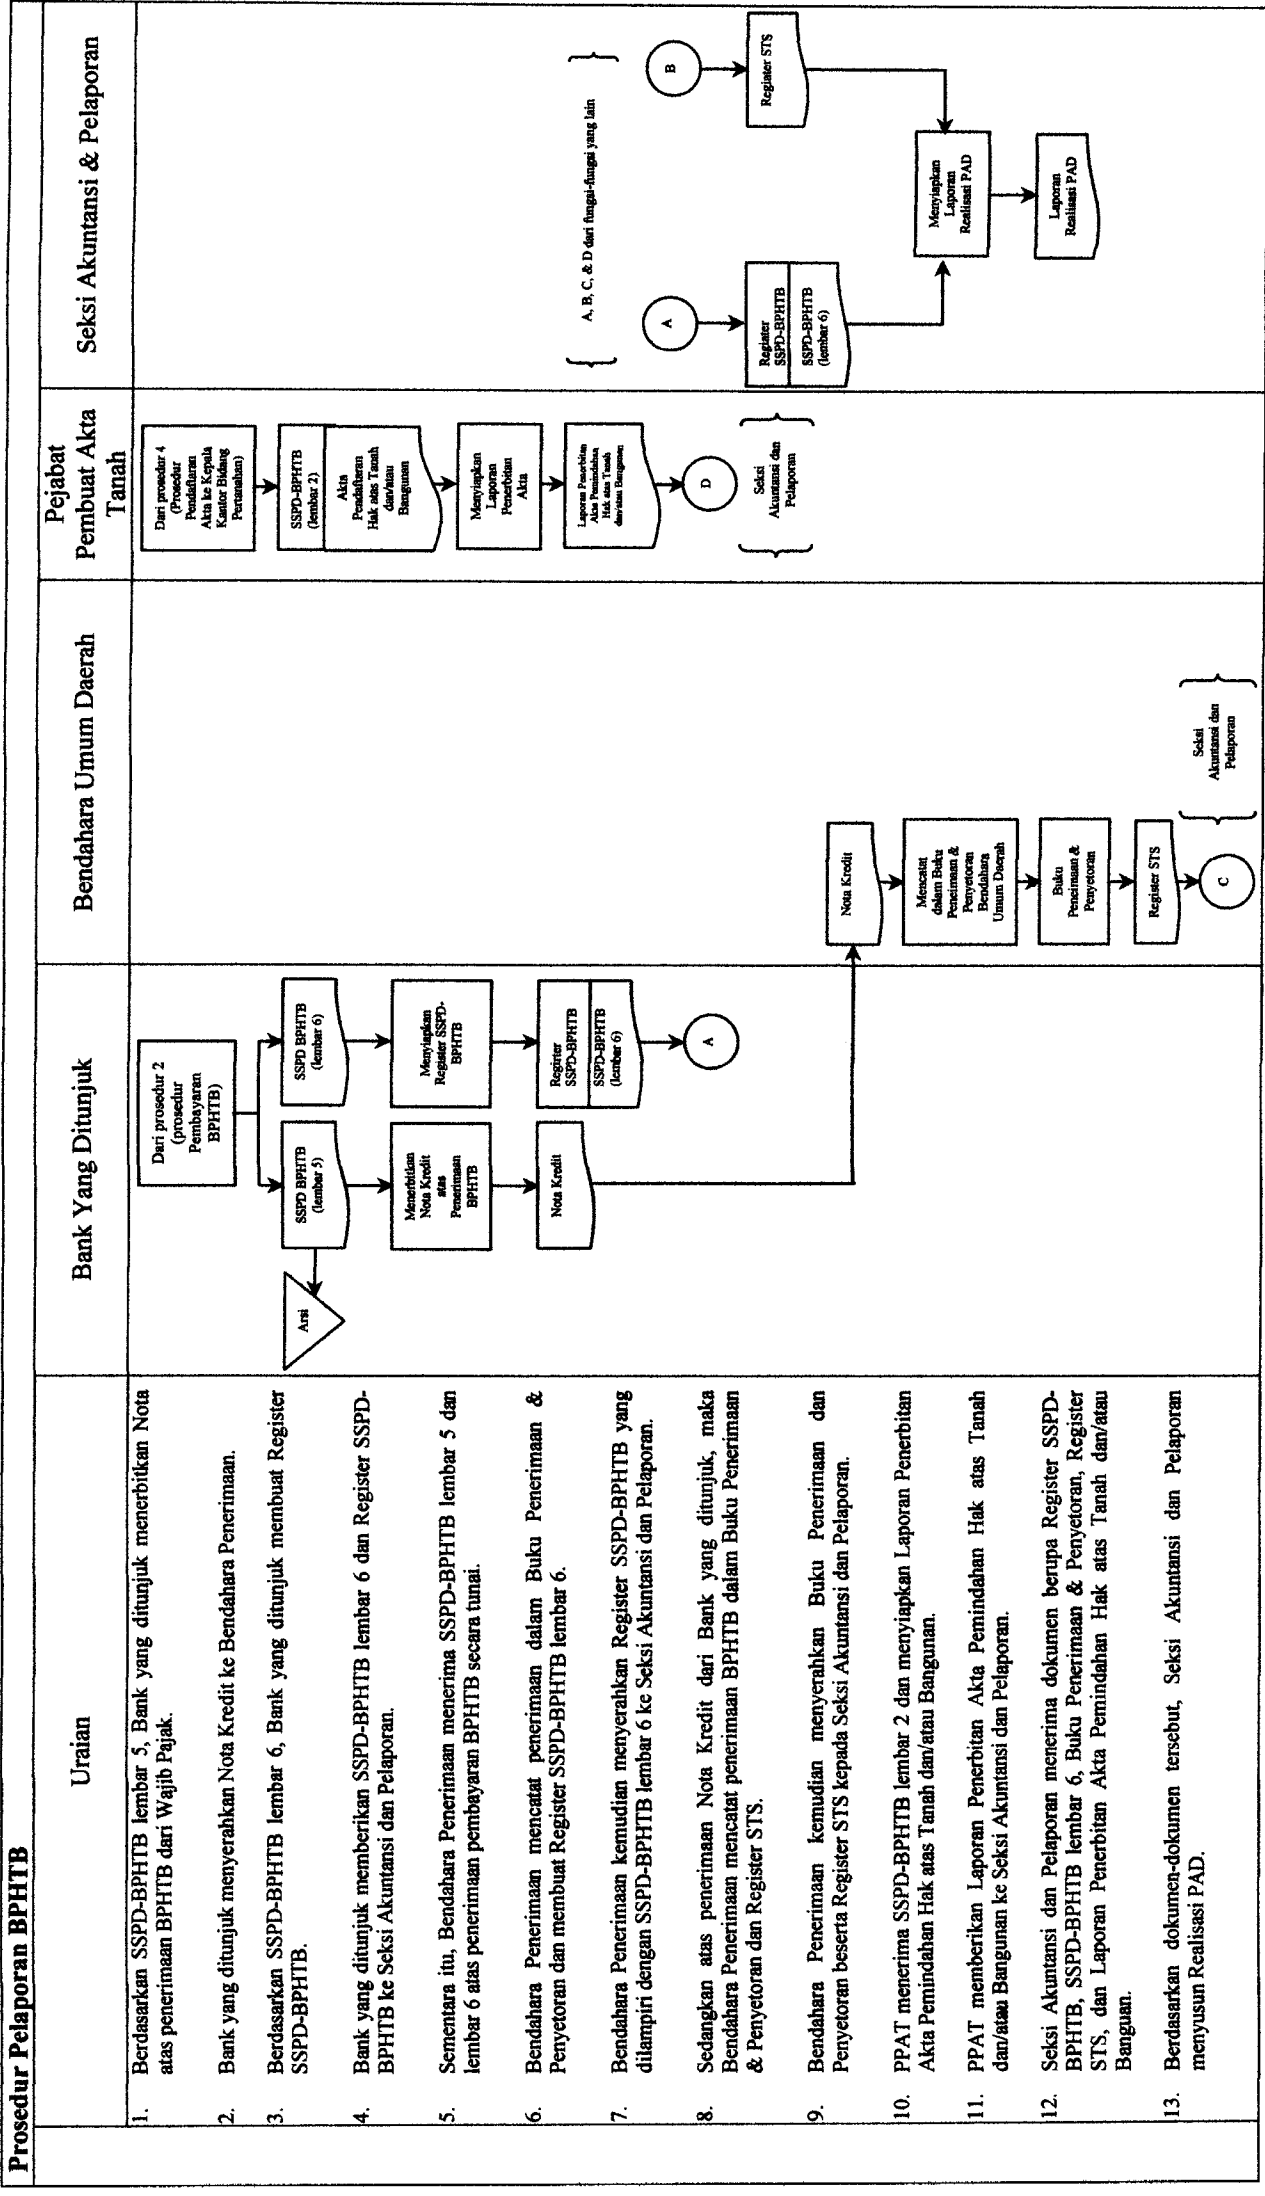 Prosedur Pelaporan BPHTB
Uraian
Bank Yang Ditunjuk
Bendahara Umum Daerah
Pejabat
Pembuat Akta
Tanah
Seksi Akuntansi & Pelaporan
1. Berdasarkan SSPD-BPHTB lembar 5, Bank yang ditunjuk menerbitkan Nota
atas penerimaan BPHTB dari Wajib Pajak.
2. Bank yang ditunjuk menyerahkan Nota Kredit ke Bendahara Penerimaan.
3. Berdasarkan SSPD-BPHTB lembar 6, Bank yang ditunjuk membuat Register
SSPD-BPHTB.
4. Bank yang ditunjuk memberikan SSPD-BPHTB lembar 6 dan Register SSPD-
BPHTB ke Seksi Akuntansi dan Pelaporan.
5. Sementara itu, Bendahara Penerimaan menerima SSPD-BPHTB lembar 5 dan
lembar 6 atas penerimaan pembayaran BPHTB secara tunai.
6. Bendahara Penerimaan mencatat penerimaan dalam Buku Penerimaan &
Penyetoran dan membuat Register SSPD-BPHTB lembar 6.
7. Bendahara Penerimaan kemudian menyerahkan Register SSPD-BPHTB yang
dilampiri dengan SSPD-BPHTB lembar 6 ke Seksi Akuntansi dan Pelaporan.
8. Sedangkan atas penerimaan Nota Kredit dari Bank yang ditunjuk, maka
Bendahara Penerimaan mencatat penerimaan BPHTB dalam Buku Penerimaan
& Penyetoran dan Register STS.
9. Bendahara Penerimaan kemudian menyerahkan Buku Penerimaan dan
Penyetoran beserta Register STS kepada Seksi Akuntansi dan Pelaporan.
10. PPAT menerima SSPD-BPHTB lembar 2 dan menyiapkan Laporan Penerbitan
Akta Pemindahan Hak atas Tanah dan/atau Bangunan.
11. PPAT memberikan Laporan Penerbitan Akta Pemindahan Hak atas Tanah
dan/atau Bangunan ke Seksi Akuntansi dan Pelaporan.
12. Seksi Akuntansi dan Pelaporan menerima dokumen berupa Register SSPD-
BPHTB, SSPD-BPHTB lembar 6, Buku Penerimaan & Penyetoran, Register
STS, dan Laporan Penerbitan Akta Pemindahan Hak atas Tanah dan/atau
Banguan.
13. Berdasarkan dokumen-dokumen tersebut, Seksi Akuntansi dan Pelaporan
menyusun Realisasi PAD.
Dari prosedur 2
(prosedur
Pembayaran
BPHTB)
SSPD BPHTB
(lembar 5)
SSPD BPHTB
(lembar 6)
Arsi
Menerbitkan
Nota Kredit
atas
Penerimaan
BPHTB
Menyiapkan
Register SSPD-
BPHTB
Nota Kredit
Regirter
SSPD-BPHTB
SSPD-BPHTB
(lembar 6)
A
Nota Kredit
Mencatat
dalam Buku
Peneimaan &
Penyetoran
Bendahara
Umum Daerah
Buku
Peneimaan &
Penyetoran
Register STS
C
Seksi
Akuntansi dan
Pelaporan
Dari prosedur 4
(Prosedur
Pendaftaran
Akta ke Kepala
Kantor Bidang
Pertanahan)
SSPD-BPHTB
(lembar 2)
Akta
Pendaftaran
Hak atas Tanah
dan/atau
Bangunan
Menyiapkan
Laporan
Penerbitan
Akta
Laporan Penerbitan
Akta Pemindahan
Hak atas Tanah
dan/atau Bangunan
D
Seksi
Akuntansi dan
Pelaporan
A, B, C, & D dari fungsi-fungsi yang lain
A
B
Regiater
SSPD-BPHTB
SSPD-BPHTB
(lembar 6)
Regiater STS
Menyiapkan
Laporan
Realisasi PAD
Laporan
Realisasi PAD